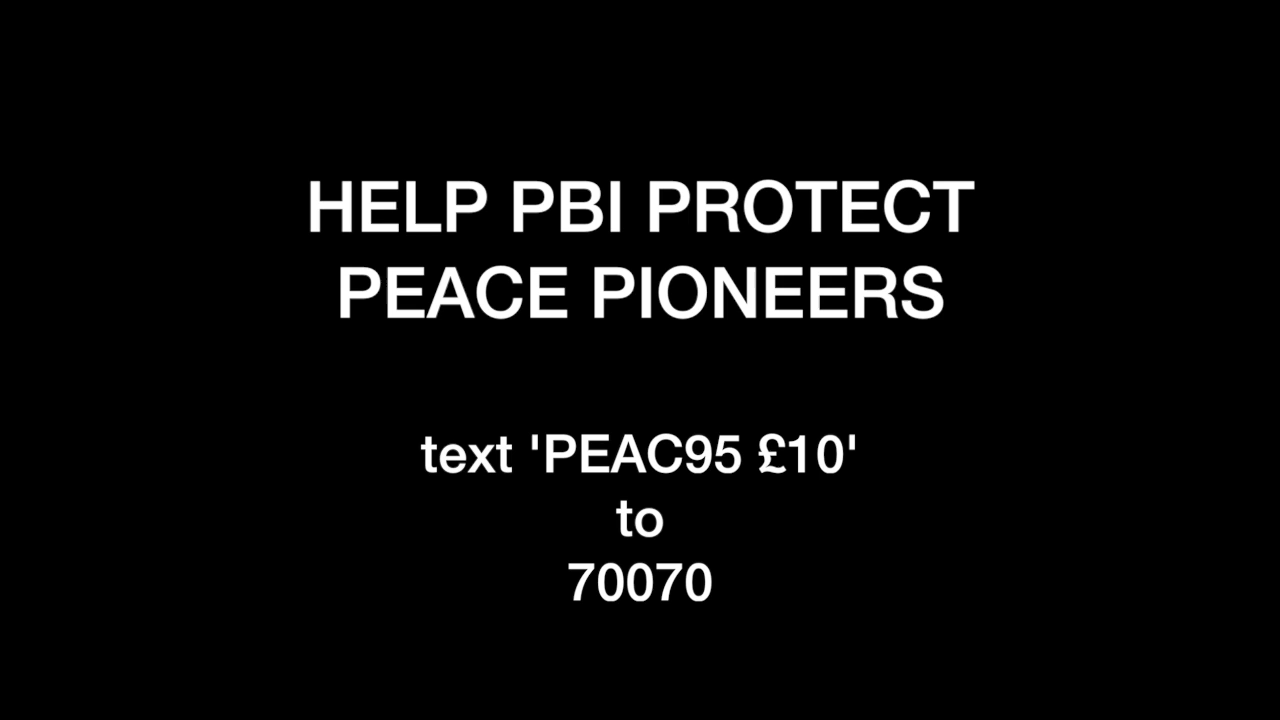 HELP PBI PROTECT
PEACE PIONEERS
text 'PEAC95 £10'
to
70070